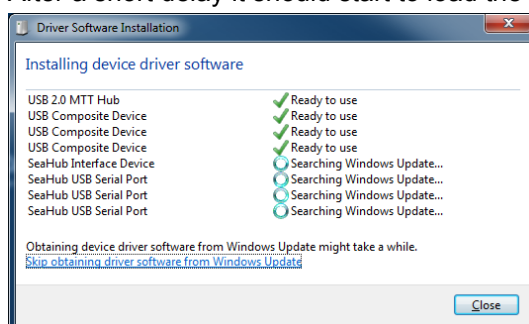 After a short delay it should start to load the
Driver Software Installation
Installing device driver software
USB 2.0 MTT Hub Ready to use
USB Composite Device Ready to use
USB Composite Device Ready to use
USB Composite Device Ready to use
SeaHub Interface Device Searching Windows Update...
SeaHub USB Serial Port Searching Windows Update...
SeaHub USB Serial Port Searching Windows Update...
SeaHub USB Serial Port Searching Windows Update...
Obtaining device driver software from Windows Update might take a while.
Skip obtaining driver software from Windows Update
Close